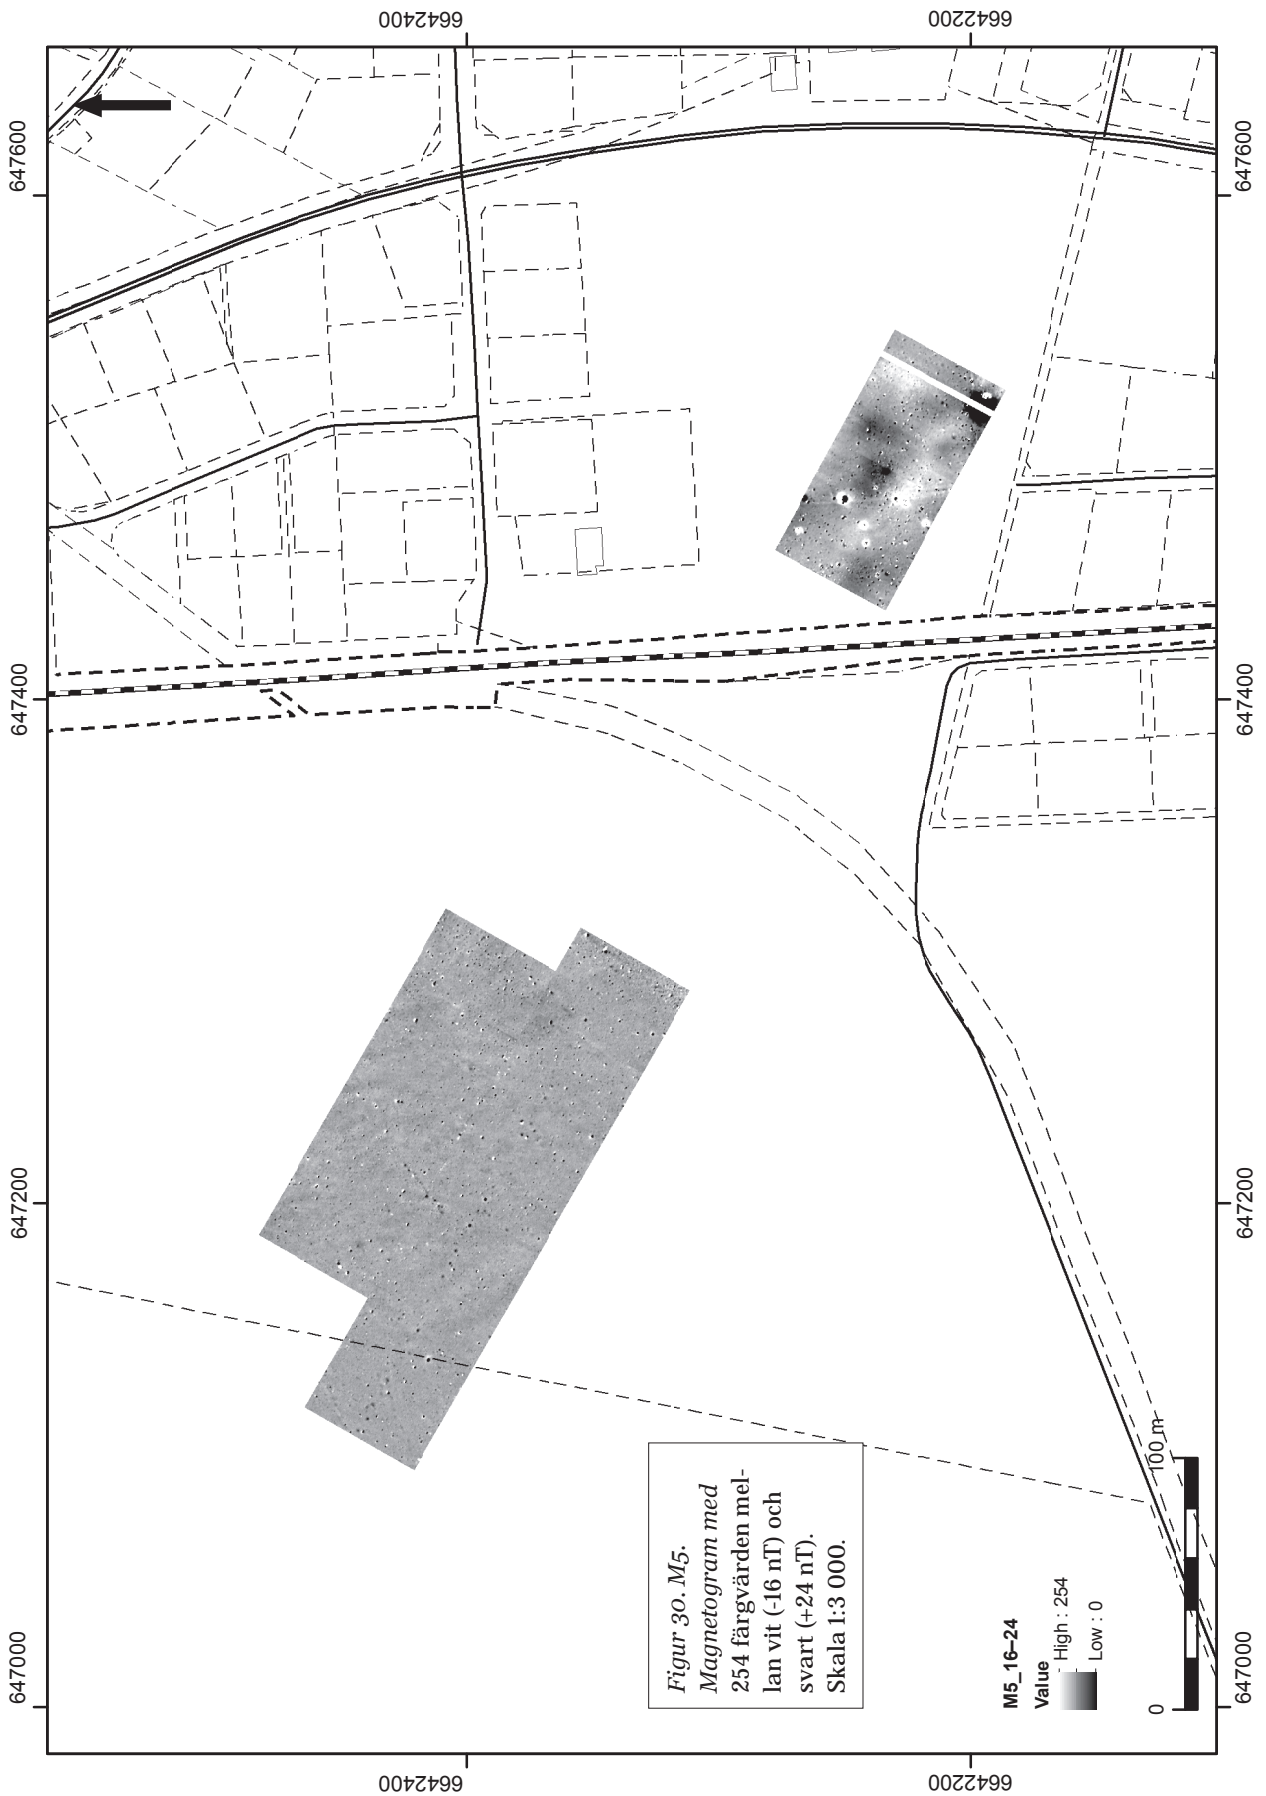 6642400
6642200
647600
647600
647400
647400
647200
647200
647000
647000
Figur 30. M5.
Magnetogram med
254 färgvärden mel-
lan vit (-16 nT) och
svart (+24 nT).
Skala 1:3 000.
M5_16–24
Value
High : 254
Low : 0
0
100 m
6642400
6642200